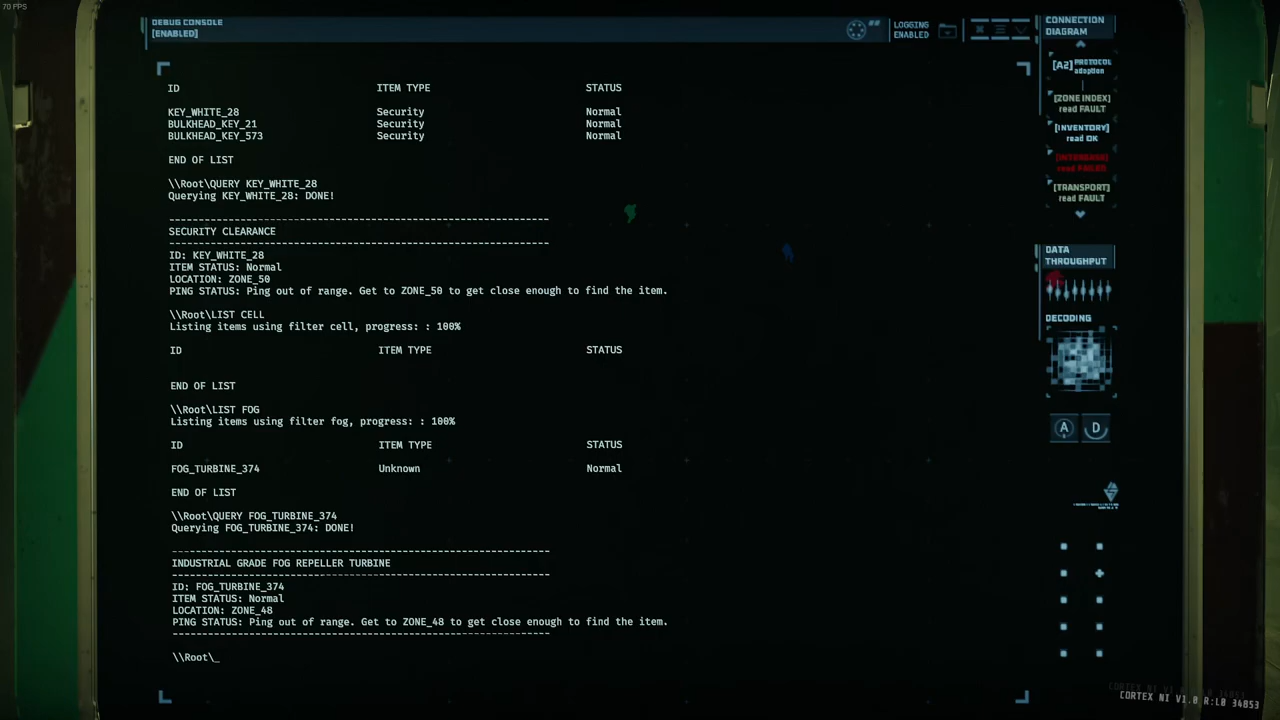 70 FPS
DEBUG CONSOLE
[ENABLED]
LOGGING
ENABLED
ID ITEM TYPE STATUS
KEY_WHITE_28 Security Normal
BULKHEAD_KEY_21 Security Normal
BULKHEAD_KEY_573 Security Normal
END OF LIST
\\Root\QUERY KEY_WHITE_28
Querying KEY_WHITE_28: DONE!
----------------------------------------------------------------
SECURITY CLEARANCE
----------------------------------------------------------------
ID: KEY_WHITE_28
ITEM STATUS: Normal
LOCATION: ZONE_50
PING STATUS: Ping out of range. Get to ZONE_50 to get close enough to find the item.
\\Root\LIST CELL
Listing items using filter cell, progress: : 100%
ID ITEM TYPE STATUS
END OF LIST
\\Root\LIST FOG
Listing items using filter fog, progress: : 100%
ID ITEM TYPE STATUS
FOG_TURBINE_374 Unknown Normal
END OF LIST
\\Root\QUERY FOG_TURBINE_374
Querying FOG_TURBINE_374: DONE!
----------------------------------------------------------------
INDUSTRIAL GRADE FOG REPELLER TURBINE
----------------------------------------------------------------
ID: FOG_TURBINE_374
ITEM STATUS: Normal
LOCATION: ZONE_48
PING STATUS: Ping out of range. Get to ZONE_48 to get close enough to find the item.
----------------------------------------------------------------
\\Root\_
CONNECTION
DIAGRAM
[A2] PROTOCOL
adaption
[ZONE INDEX]
read FAULT
[INVENTORY]
read OK
read FAILED
[TRANSPORT]
read FAULT
DATA
THROUGHPUT
DECODING
A D
CORTEX NI V1.0 R:L0 34853